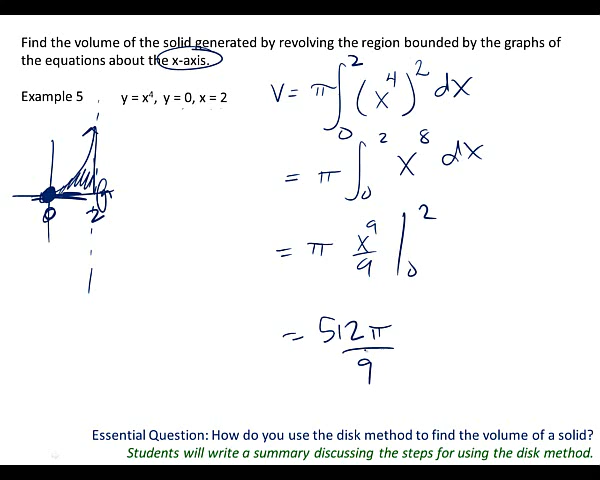 Find the volume of the solid generated by revolving the region bounded by the graphs of
the equations about the x-axis.
Example 5 y = x⁴, y = 0, x = 2
V = π ∫₀² (x⁴)² dx
= π ∫₀² x⁸ dx
= π x⁹/9 |₀²
= 512π/9
0 2
Essential Question: How do you use the disk method to find the volume of a solid?
Students will write a summary discussing the steps for using the disk method.